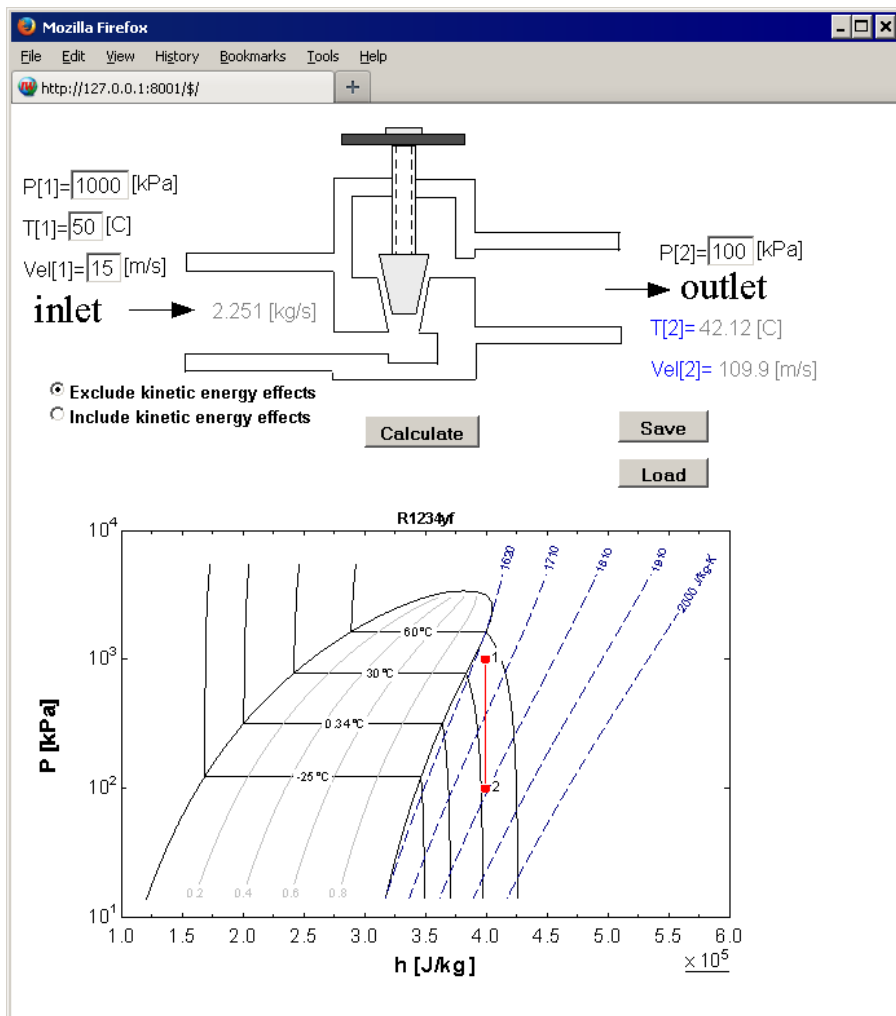 Mozilla Firefox
File Edit View History Bookmarks Tools Help
http://127.0.0.1:8001/$/
+
P[1]=1000 [kPa]
T[1]=50 [C]
Vel[1]=15 [m/s]
inlet
2.251 [kg/s]
P[2]=100 [kPa]
outlet
T[2]= 42.12 [C]
Vel[2]= 109.9 [m/s]
Exclude kinetic energy effects
Include kinetic energy effects
Calculate
Save
Load
R1234yf
1620
1710
1810
1910
2000 J/kg-K
60°C
30°C
0.34°C
-25°C
1
2
0.2 0.4 0.6 0.8
10^4
10^3
10^2
10^1
P [kPa]
1.0 1.5 2.0 2.5 3.0 3.5 4.0 4.5 5.0 5.5 6.0
h [J/kg]
x 10^5